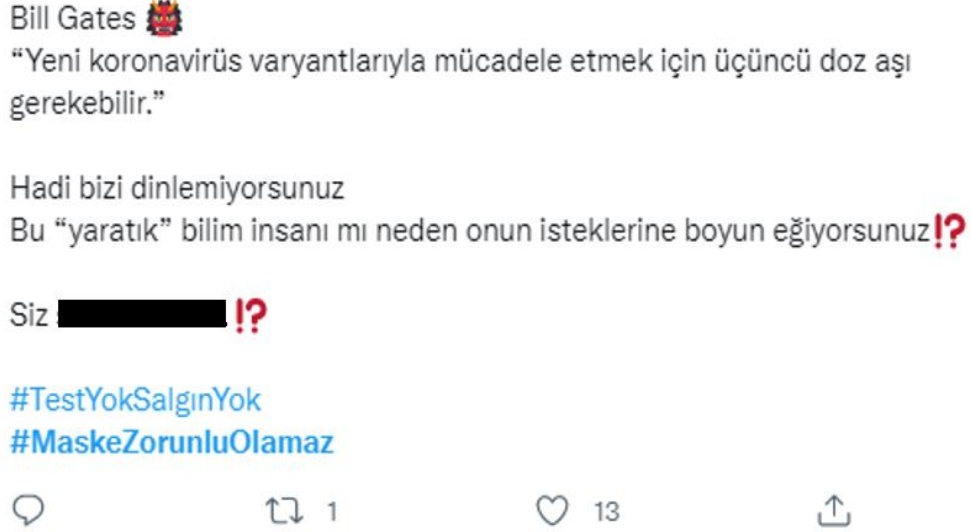 Bill Gates 👹
“Yeni koronavirüs varyantlarıyla mücadele etmek için üçüncü doz aşı
gerekebilir.”
Hadi bizi dinlemiyorsunuz
Bu “yaratık” bilim insanı mı neden onun isteklerine boyun eğiyorsunuz⁉️
Siz ⁉️
#TestYokSalgınYok
#MaskeZorunluOlamaz
1 13